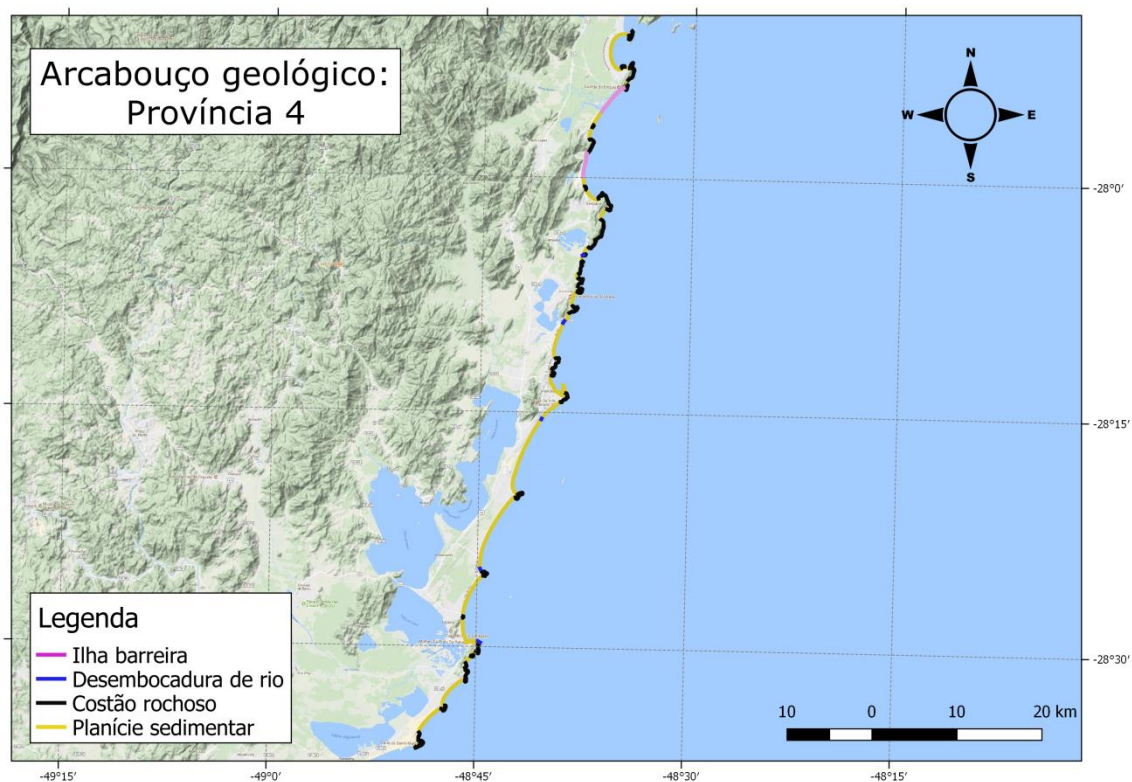 Arcabouço geológico:
Província 4
N
W
E
S
-28°0'
-28°15'
-28°30'
Legenda
Ilha barreira
Desembocadura de rio
Costão rochoso
Planície sedimentar
10 0 10 20 km
-49°15' -49°0' -48°45' -48°30' -48°15'